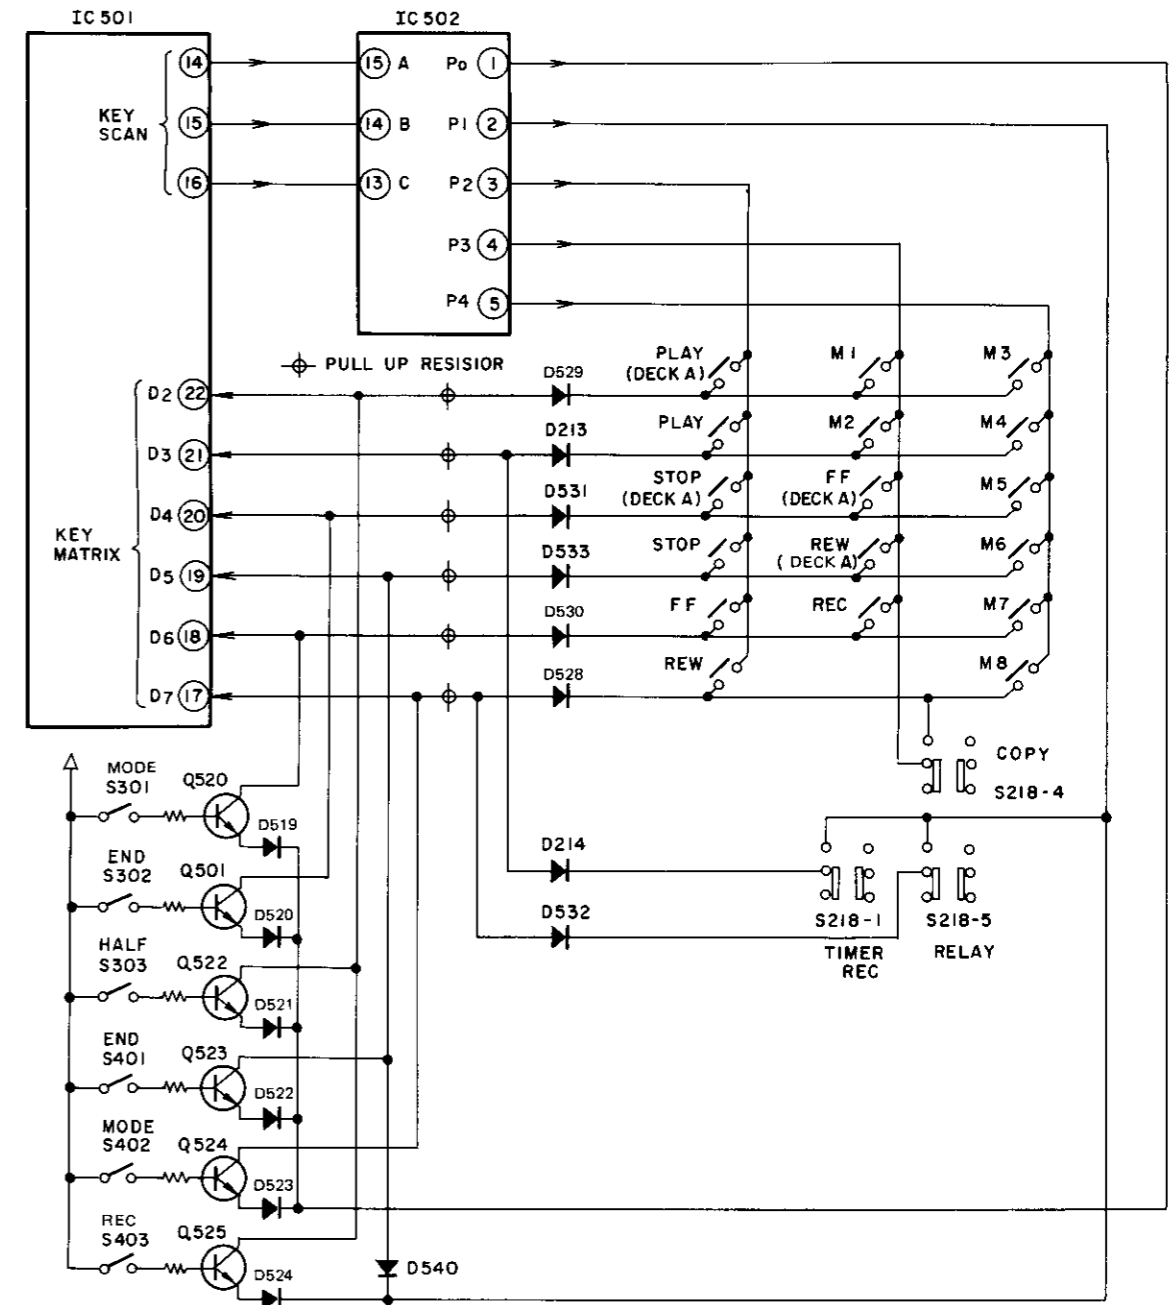 IC501
IC502
14
15 A
P0 1
KEY
SCAN
15
14 B
P1 2
16
13 C
P2 3
P3 4
P4 5
PULL UP RESISIOR
PLAY
(DECK A)
M1
M3
D2 22
D529
D3 21
D213
PLAY
M2
M4
D4 20
D531
STOP
(DECK A)
FF
(DECK A)
M5
KEY
MATRIX
D5 19
D533
STOP
REW
(DECK A)
M6
D6 18
D530
FF
REC
M7
D7 17
D528
REW
M8
COPY
S218-4
MODE
S301
Q520
D519
END
S302
Q501
D520
HALF
S303
Q522
D521
END
S401
Q523
D522
MODE
S402
Q524
D523
REC
S403
Q525
D524
D540
D214
D532
S218-1
TIMER
REC
S218-5
RELAY